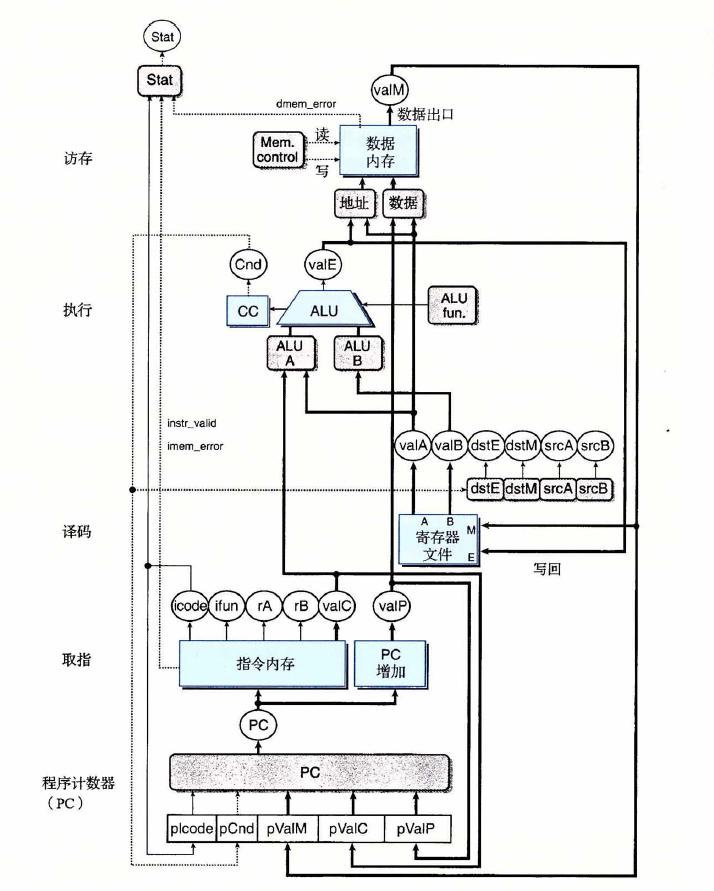 Stat
Stat
valM
dmem_error
数据出口
访存
Mem.
control
读
写
数据
内存
地址
数据
Cnd
valE
执行
CC
ALU
ALU
fun.
ALU
A
ALU
B
instr_valid
imem_error
valA
valB
dstE
dstM
srcA
srcB
dstE
dstM
srcA
srcB
译码
A
B
M
寄存器
文件
E
写回
icode
ifun
rA
rB
valC
valP
取指
指令内存
PC
增加
PC
程序计数器
(PC)
PC
pIcode
pCnd
pValM
pValC
pValP